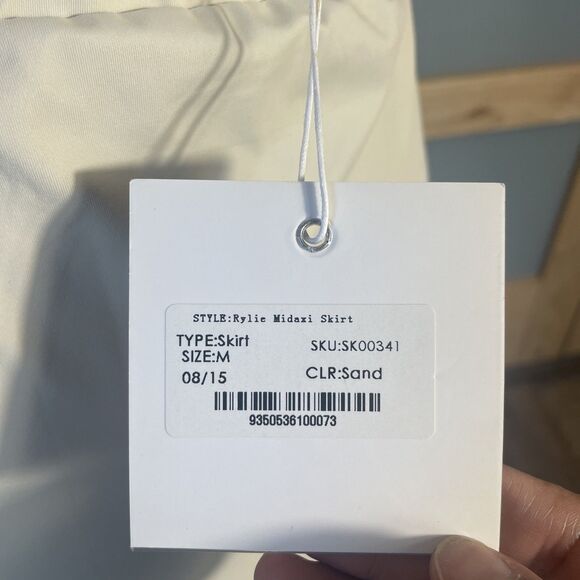 STYLE:Rylie Midaxi Skirt
TYPE:Skirt SKU:SK00341
SIZE:M
08/15 CLR:Sand
9350536100073